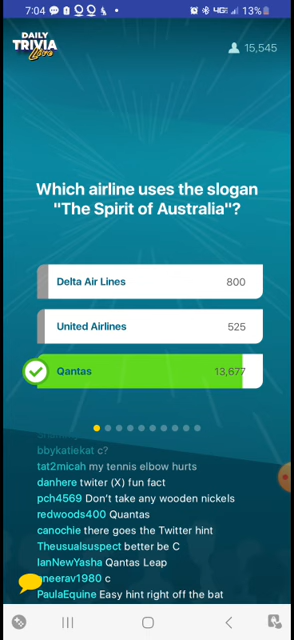 7:04 4GE 13%
DAILY
TRIVIA
Live
15,545
Which airline uses the slogan
"The Spirit of Australia"?
Delta Air Lines 800
United Airlines 525
Qantas 13,677
bbykatiekat c?
tat2micah my tennis elbow hurts
danhere twiter (X) fun fact
pch4569 Don't take any wooden nickels
redwoods400 Quantas
canochie there goes the Twitter hint
Theusualsuspect better be C
IanNewYasha Qantas Leap
neerav1980 c
PaulaEquine Easy hint right off the bat